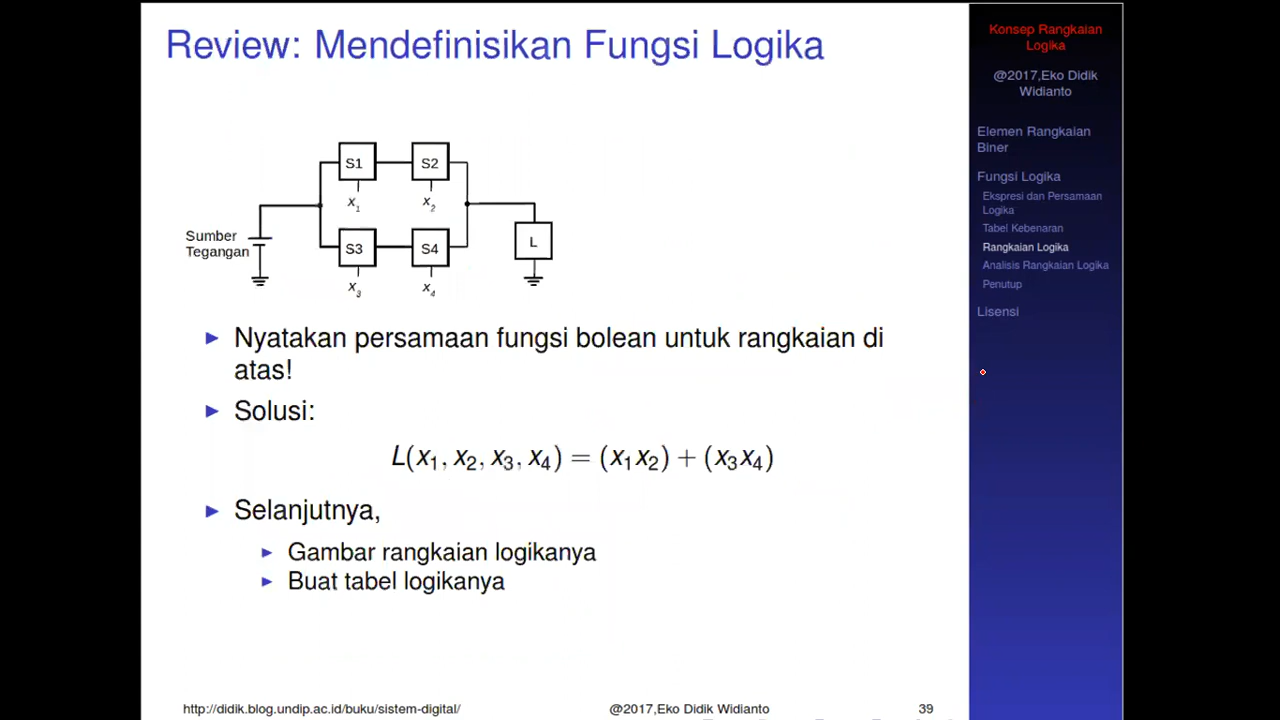 Review: Mendefinisikan Fungsi Logika
S1
S2
x1
x2
Sumber
Tegangan
S3
S4
L
x3
x4
▶ Nyatakan persamaan fungsi bolean untuk rangkaian di
atas!
▶ Solusi:
L(x1, x2, x3, x4) = (x1x2) + (x3x4)
▶ Selanjutnya,
▶ Gambar rangkaian logikanya
▶ Buat tabel logikanya
http://didik.blog.undip.ac.id/buku/sistem-digital/
@2017,Eko Didik Widianto
39
Konsep Rangkaian
Logika
@2017,Eko Didik
Widianto
Elemen Rangkaian
Biner
Fungsi Logika
Ekspresi dan Persamaan
Logika
Tabel Kebenaran
Rangkaian Logika
Analisis Rangkaian Logika
Penutup
Lisensi